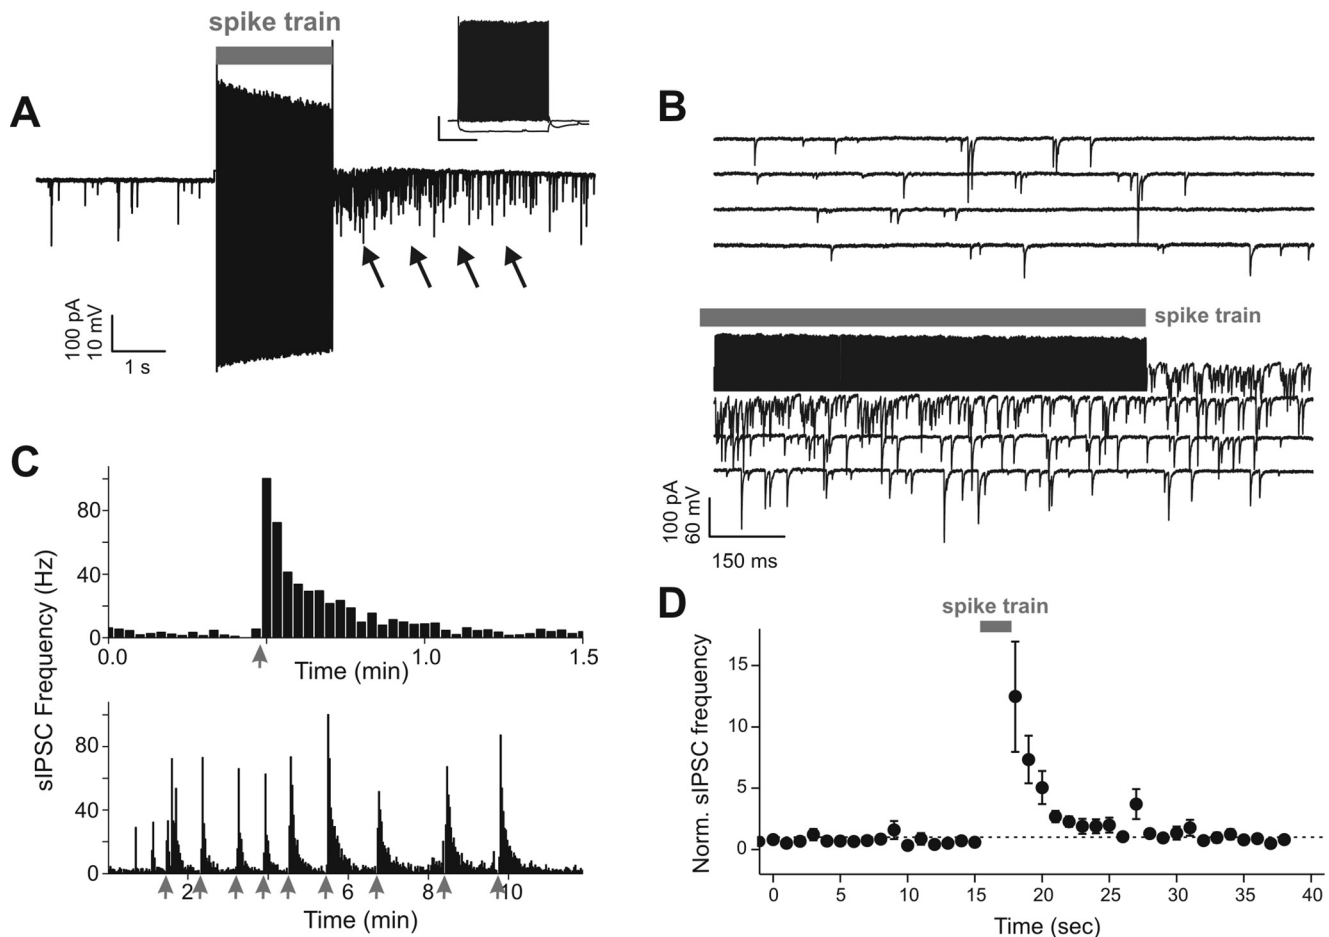 A
spike train
100 pA
10 mV
1 s
B
spike train
100 pA
60 mV
150 ms
C
sIPSC Frequency (Hz)
80
40
0
0.0
1.0
1.5
Time (min)
80
40
0
2
6
8
10
Time (min)
D
spike train
Norm. sIPSC frequency
15
10
5
0
0
5
10
15
20
25
30
35
40
Time (sec)